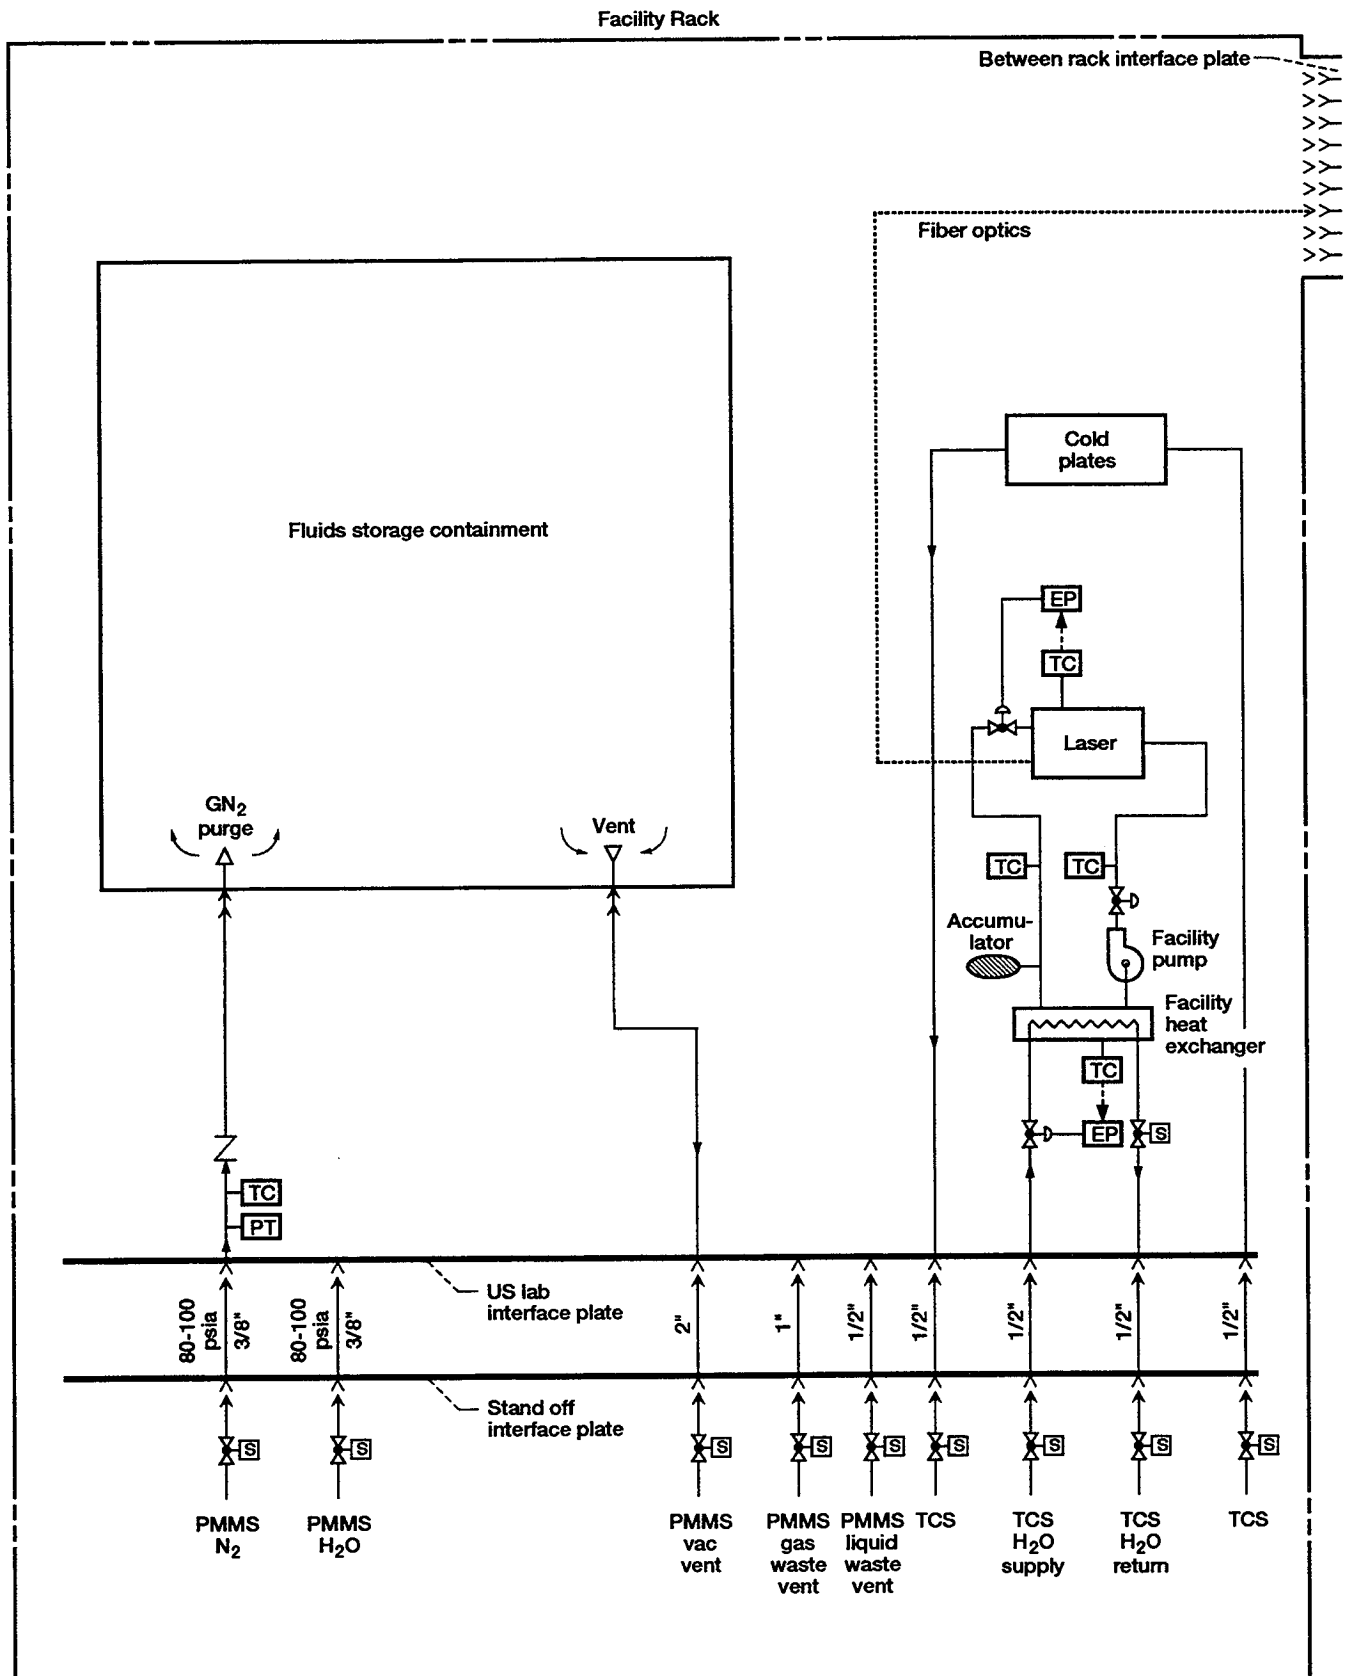 Facility Rack
Between rack interface plate
Fiber optics
Cold
plates
Fluids storage containment
EP
TC
Laser
GN2
purge
Vent
TC
TC
Accumu-
lator
Facility
pump
Facility
heat
exchanger
TC
EP
S
TC
PT
US lab
interface plate
80-100
psia
3/8"
80-100
psia
3/8"
2"
1"
1/2"
1/2"
1/2"
1/2"
1/2"
Stand off
interface plate
S
S
S
S
S
S
S
S
S
PMMS
N2
PMMS
H2O
PMMS
vac
vent
PMMS
gas
waste
vent
PMMS
liquid
waste
vent
TCS
TCS
H2O
supply
TCS
H2O
return
TCS